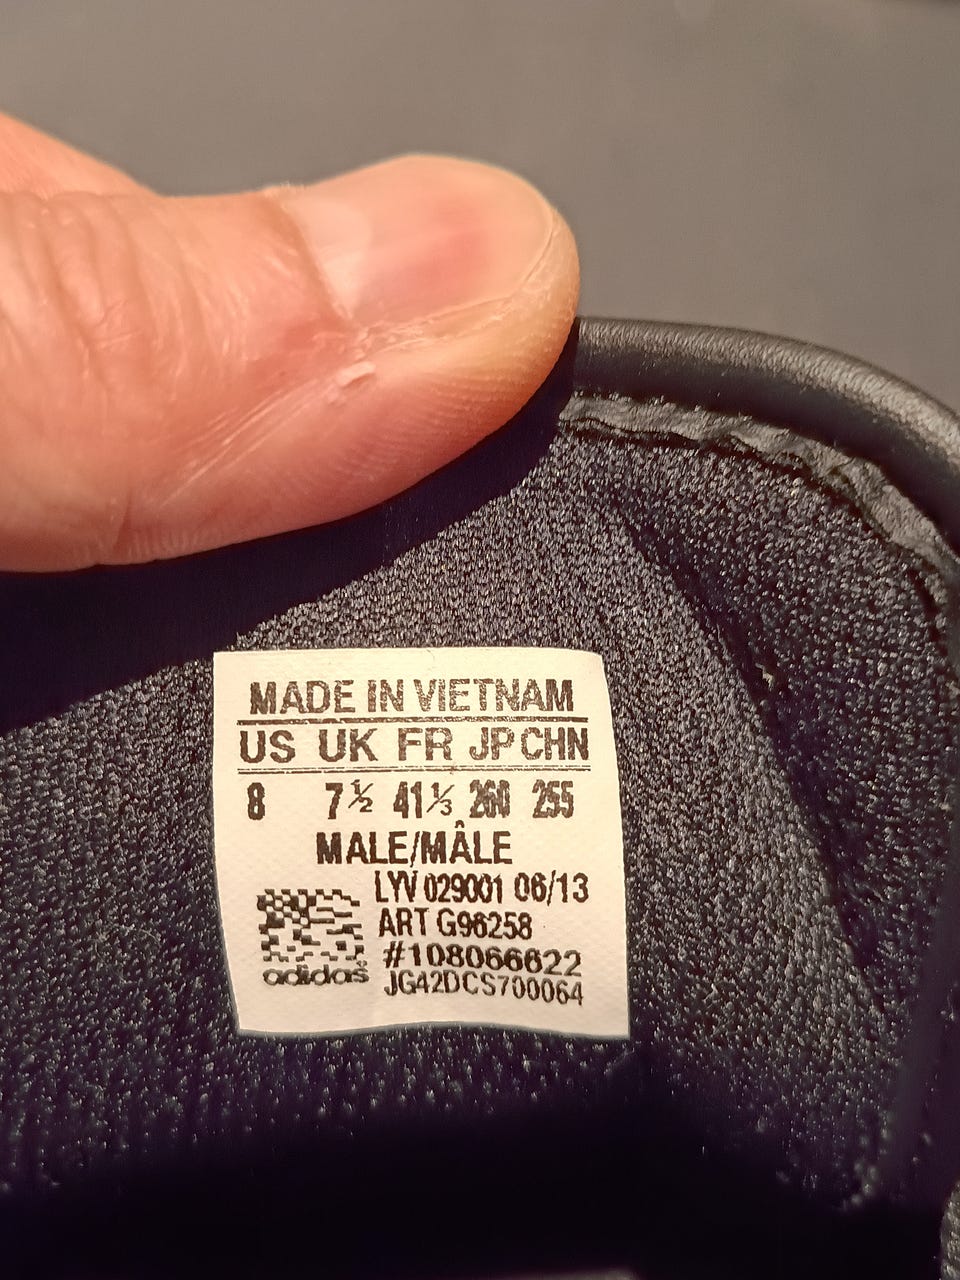 MADE IN VIETNAM
US UK FR JP CHN
8 7½ 41⅓ 260 255
MALE/MÂLE
LYV 029001 06/13
ART G96258
#108066622
adidas JG42DCS700064